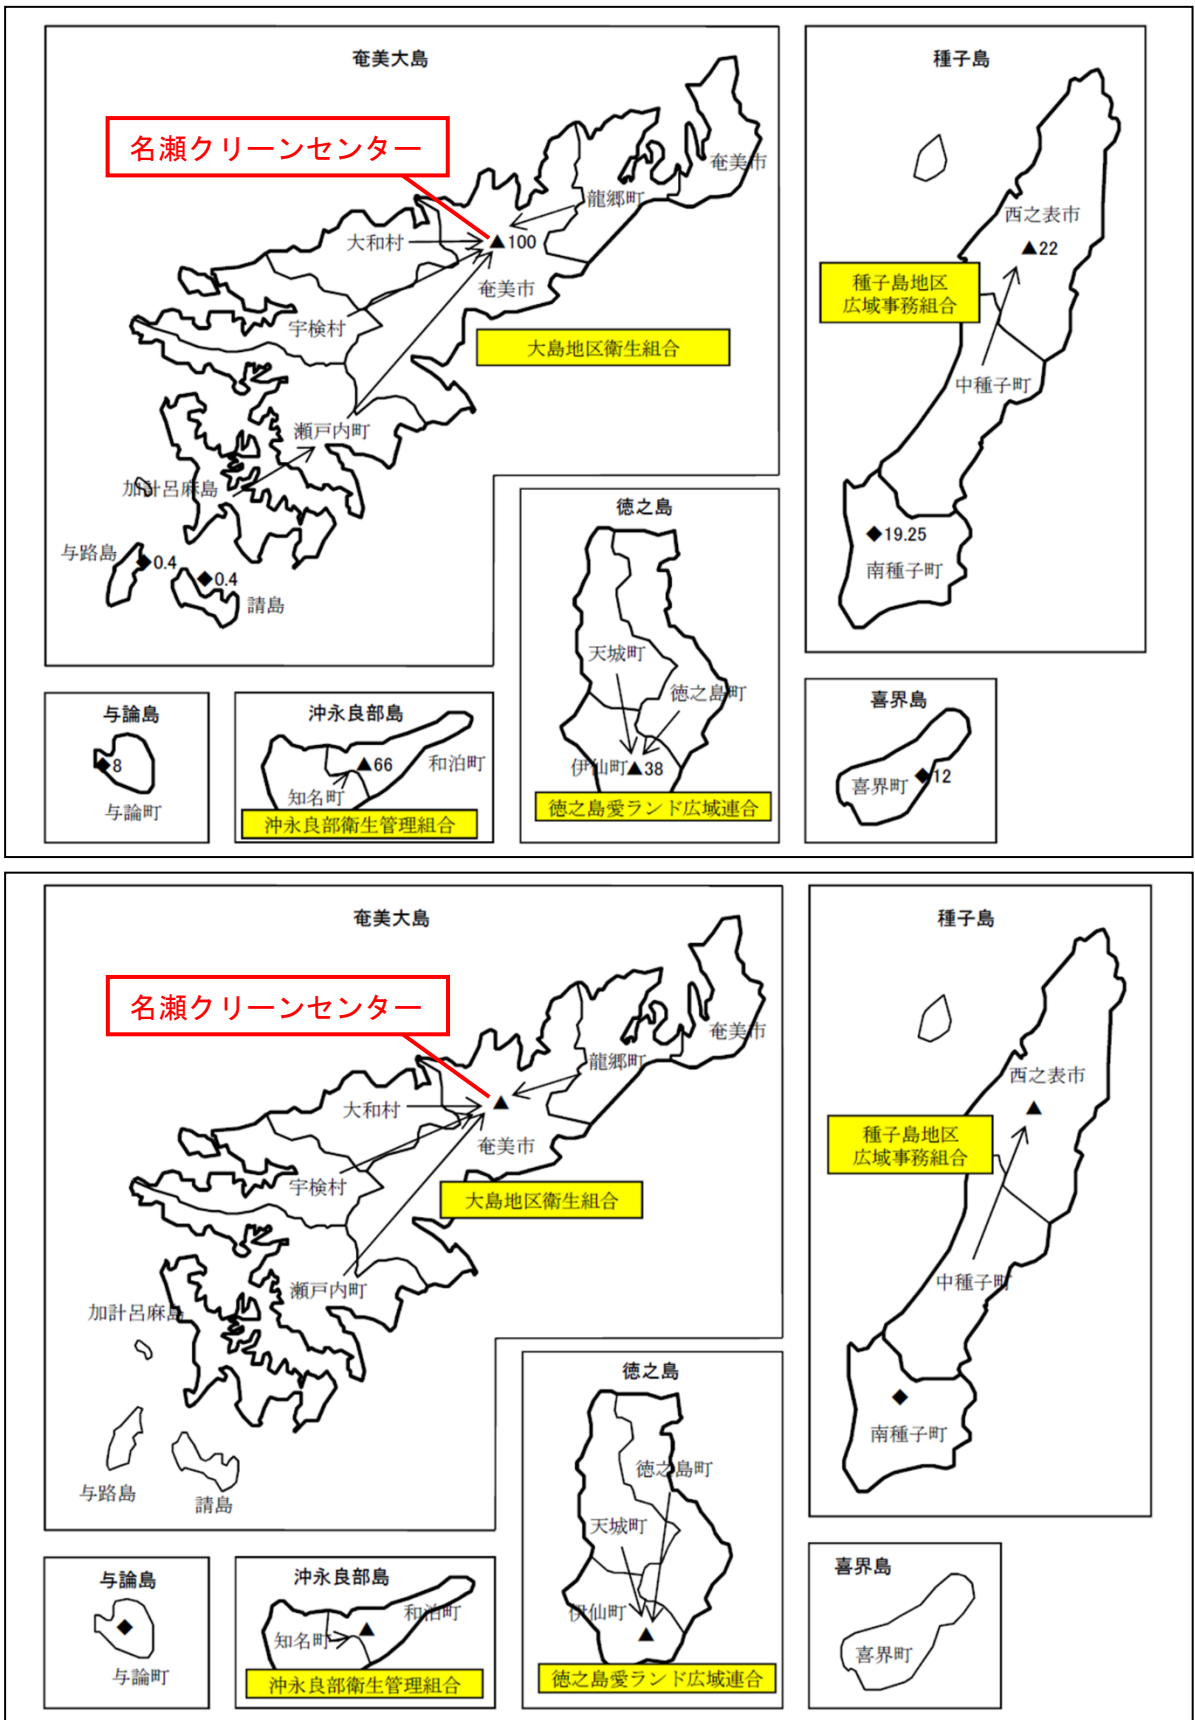 奄美大島
名瀬クリーンセンター
奄美市
龍郷町
大和村
▲100
奄美市
宇検村
大島地区衛生組合
瀬戸内町
加計呂麻島
与路島
◆0.4
◆0.4
請島
種子島
西之表市
▲22
種子島地区
広域事務組合
中種子町
◆19.25
南種子町
徳之島
天城町
徳之島町
伊仙町▲38
徳之島愛ランド広域連合
与論島
◆8
与論町
沖永良部島
▲66
和泊町
知名町
沖永良部衛生管理組合
喜界島
喜界町
◆12
奄美大島
名瀬クリーンセンター
奄美市
龍郷町
大和村
▲
奄美市
宇検村
大島地区衛生組合
瀬戸内町
加計呂麻島
与路島
請島
種子島
西之表市
▲
種子島地区
広域事務組合
中種子町
◆
南種子町
徳之島
徳之島町
天城町
伊仙町
▲
徳之島愛ランド広域連合
与論島
◆
与論町
沖永良部島
和泊町
▲
知名町
沖永良部衛生管理組合
喜界島
喜界町